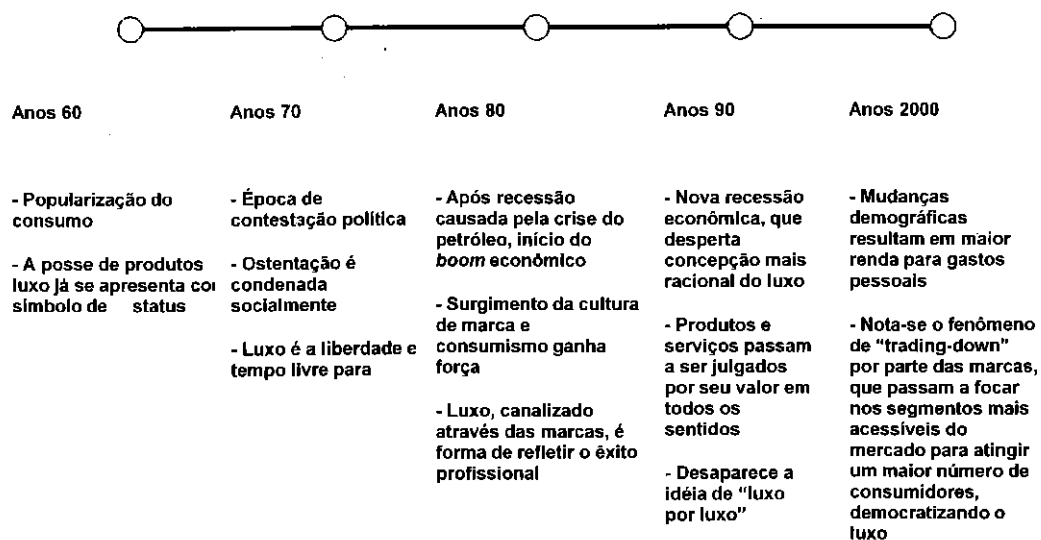 Anos 60
- Popularização do
consumo
- A posse de produtos
luxo já se apresenta coı
símbolo de status
Anos 70
- Época de
contestação política
- Ostentação é
condenada
socialmente
- Luxo é a liberdade e
tempo livre para
Anos 80
- Após recessão
causada pela crise do
petróleo, início do
boom econômico
- Surgimento da cultura
de marca e
consumismo ganha
força
- Luxo, canalizado
através das marcas, é
forma de refletir o êxito
profissional
Anos 90
- Nova recessão
econômica, que
desperta
concepção mais
racional do luxo
- Produtos e
serviços passam
a ser julgados
por seu valor em
todos os
sentidos
- Desaparece a
idéia de “luxo
por luxo”
Anos 2000
- Mudanças
demográficas
resultam em maior
renda para gastos
pessoais
- Nota-se o fenômeno
de “trading-down”
por parte das marcas,
que passam a focar
nos segmentos mais
acessíveis do
mercado para atingir
um maior número de
consumidores,
democratizando o
luxo